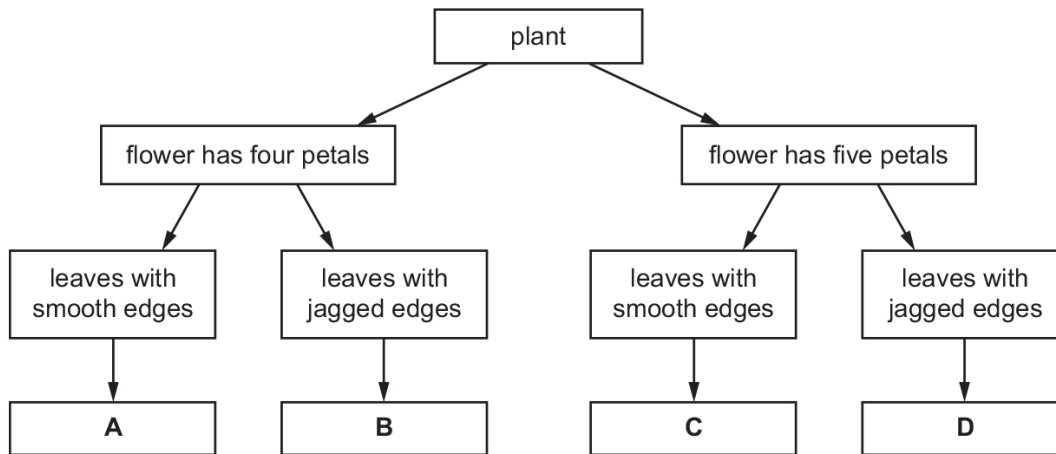 plant
flower has four petals
flower has five petals
leaves with
smooth edges
leaves with
jagged edges
leaves with
smooth edges
leaves with
jagged edges
A
B
C
D